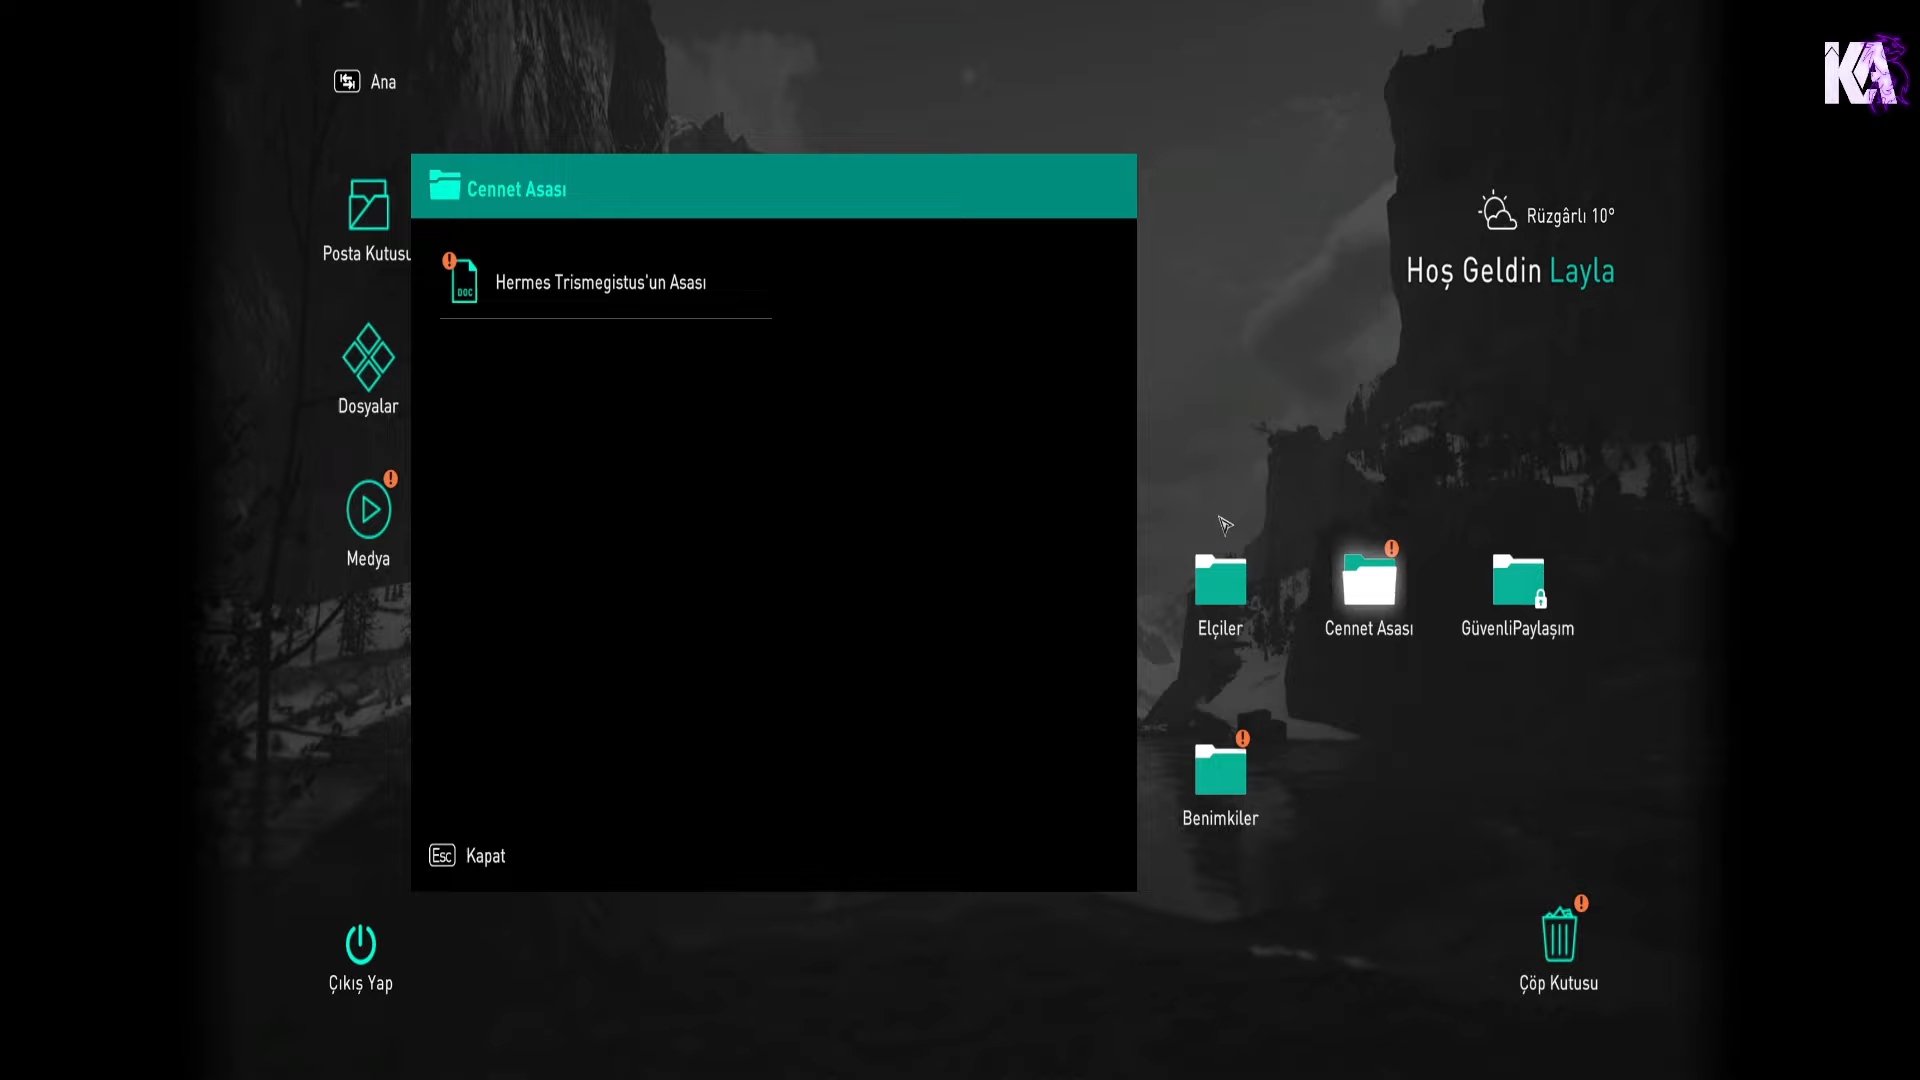 Ana
KA
Cennet Asası
Posta Kutusu
DOC
Hermes Trismegistus'un Asası
Rüzgârlı 10°
Hoş Geldin Layla
Dosyalar
Medya
Elçiler
Cennet Asası
GüvenliPaylaşım
Benimkiler
Esc Kapat
Çıkış Yap
Çöp Kutusu